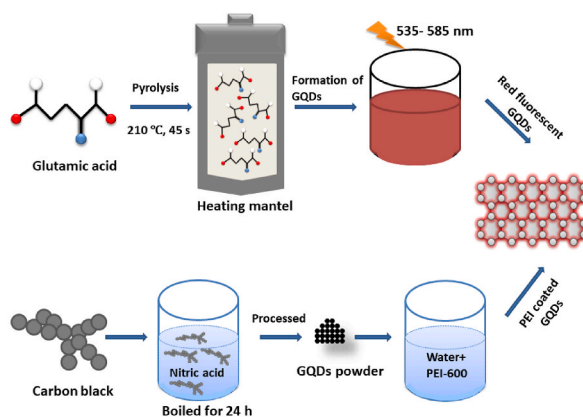 535- 585 nm
Pyrolysis
210 °C, 45 s
Formation of
GQDs
Glutamic acid
Heating mantel
Red fluorescent
GQDs
PEI coated
GQDs
Carbon black
Nitric acid
Boiled for 24 h
Processed
GQDs powder
Water+
PEI-600